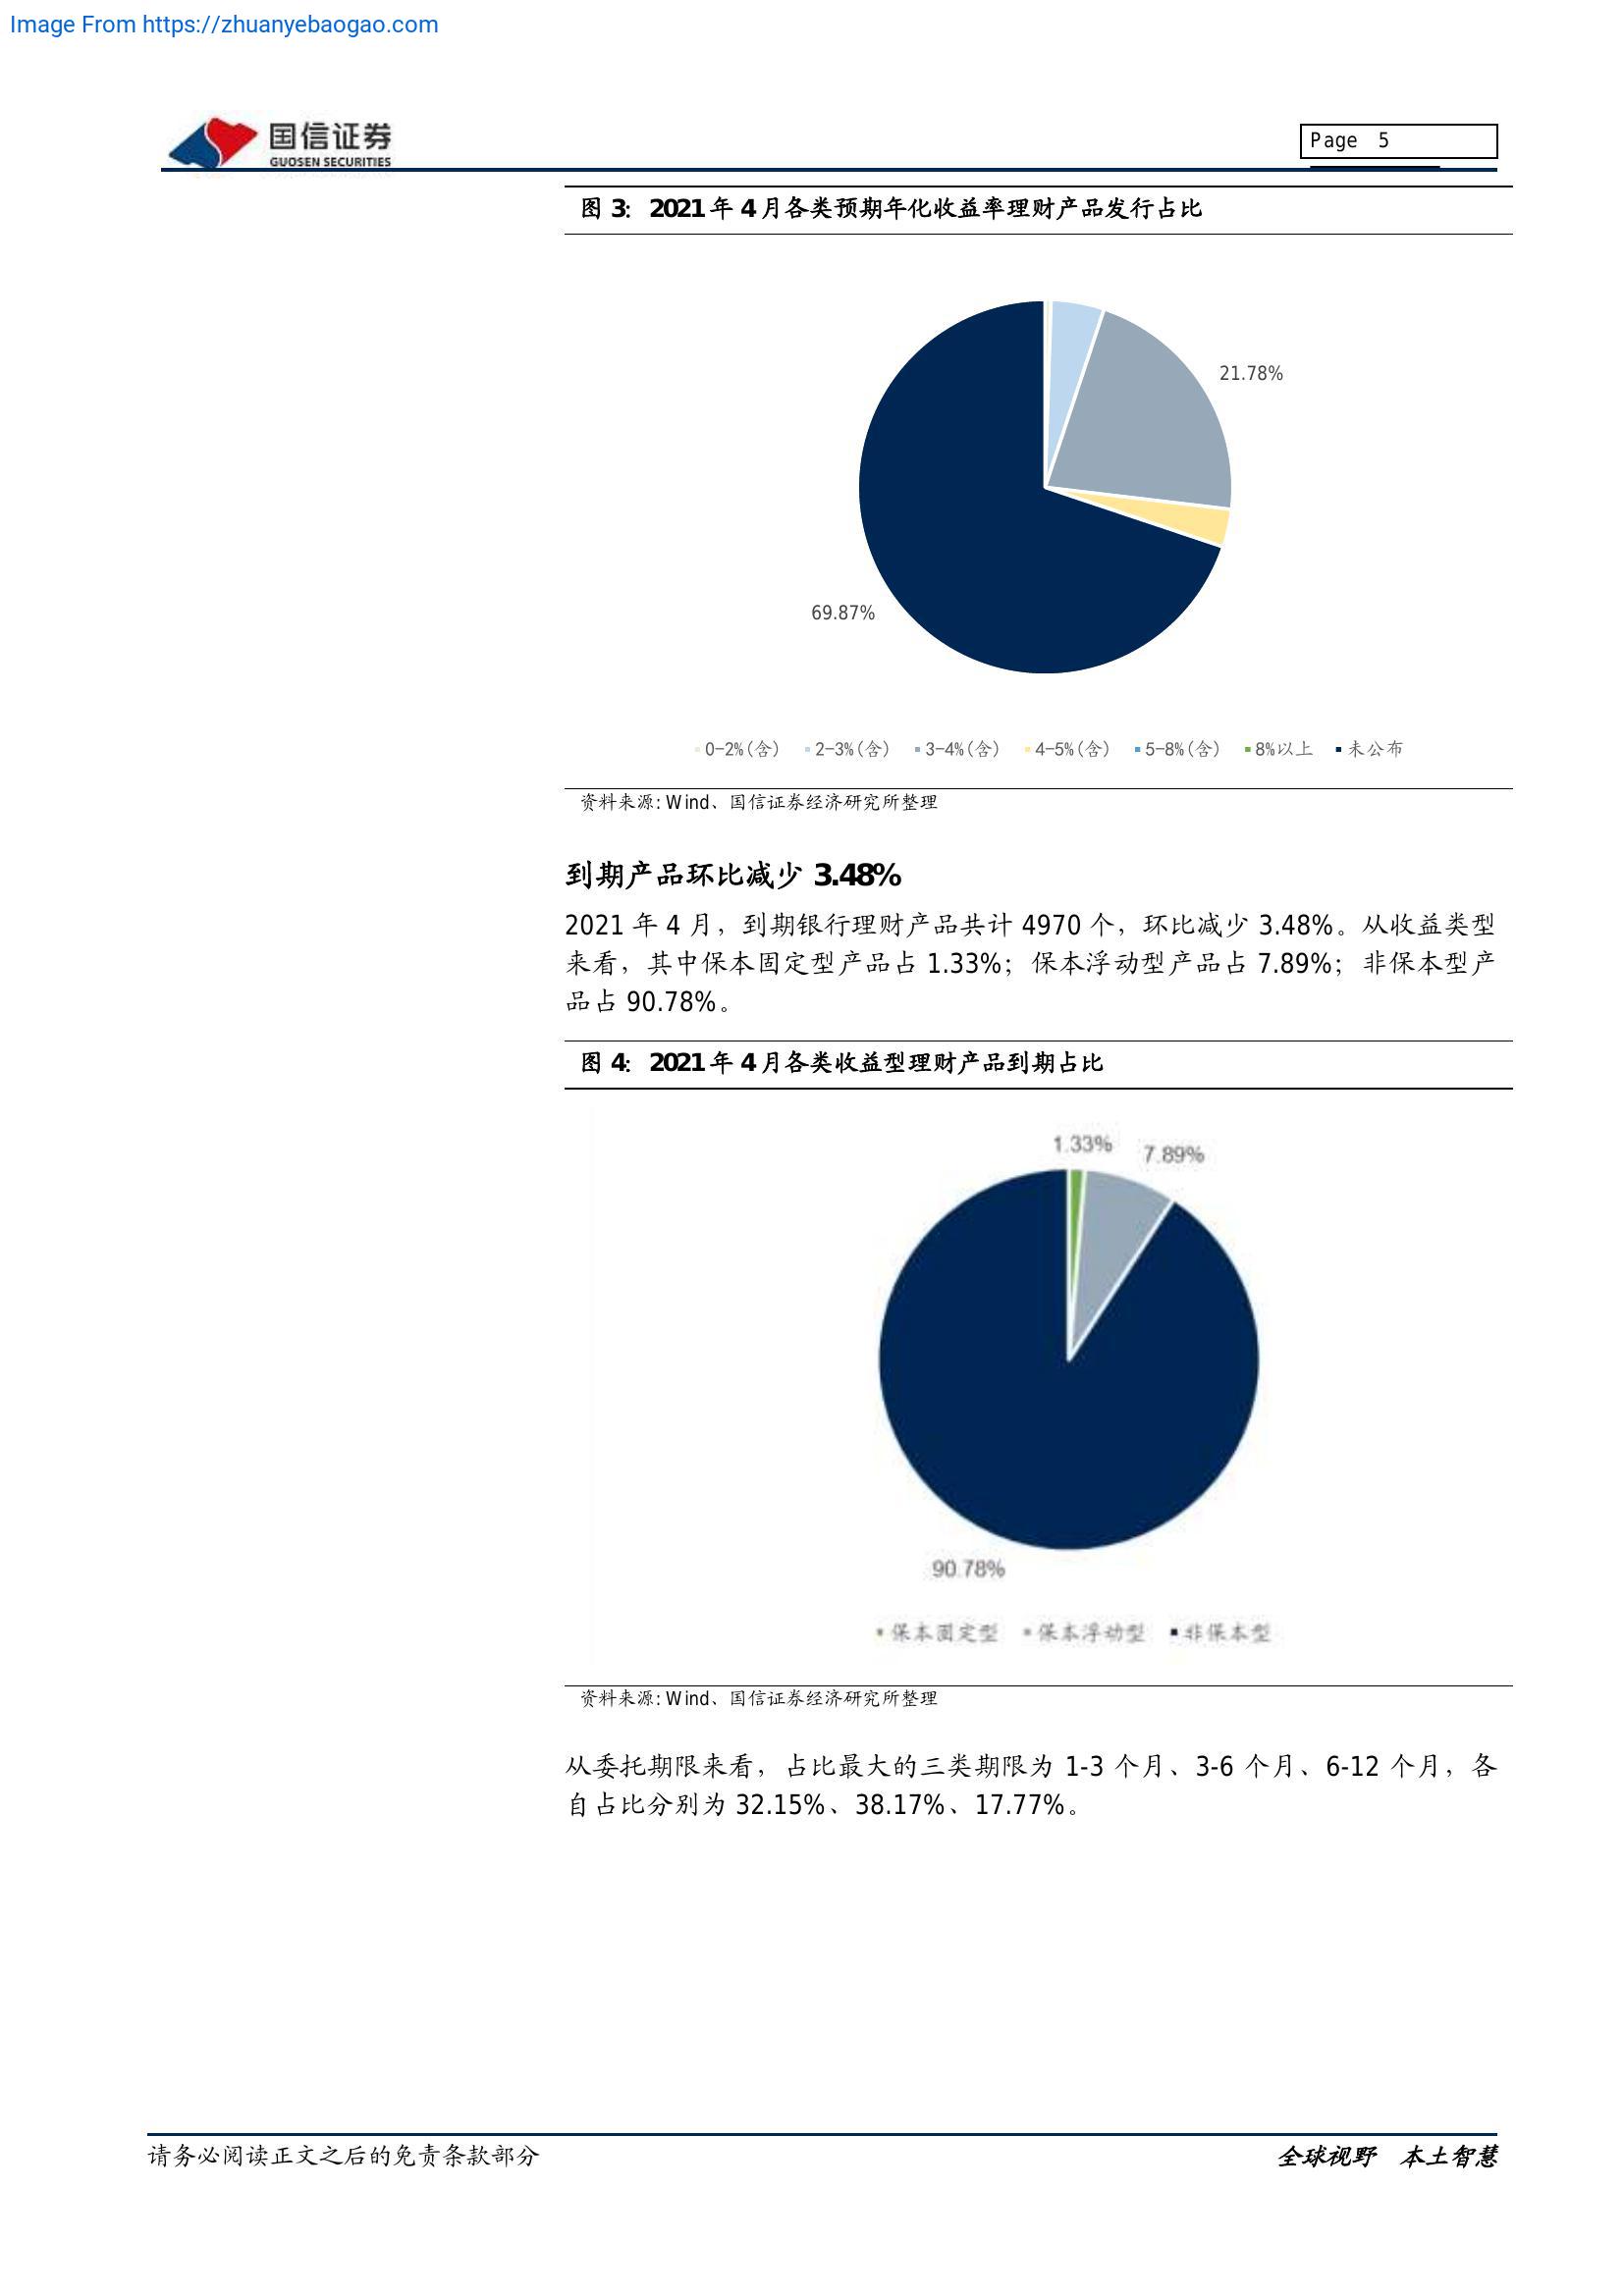 Image From https://zhuanyebaogao.com
国信证券
GUOSEN SECURITIES
Page 5
图 3: 2021 年 4 月各类预期年化收益率理财产品发行占比
21.78%
69.87%
0-2%(含) 2-3%(含) 3-4%(含) 4-5%(含) 5-8%(含) 8%以上 未公布
资料来源: Wind、国信证券经济研究所整理
到期产品环比减少 3.48%
2021 年 4 月，到期银行理财产品共计 4970 个，环比减少 3.48%。从收益类型
来看，其中保本固定型产品占 1.33%；保本浮动型产品占 7.89%；非保本型产
品占 90.78%。
图 4: 2021 年 4 月各类收益型理财产品到期占比
1.33%
7.89%
90.78%
保本固定型 保本浮动型 非保本型
资料来源: Wind、国信证券经济研究所整理
从委托期限来看，占比最大的三类期限为 1-3 个月、3-6 个月、6-12 个月，各
自占比分别为 32.15%、38.17%、17.77%。
请务必阅读正文之后的免责条款部分
全球视野 本土智慧